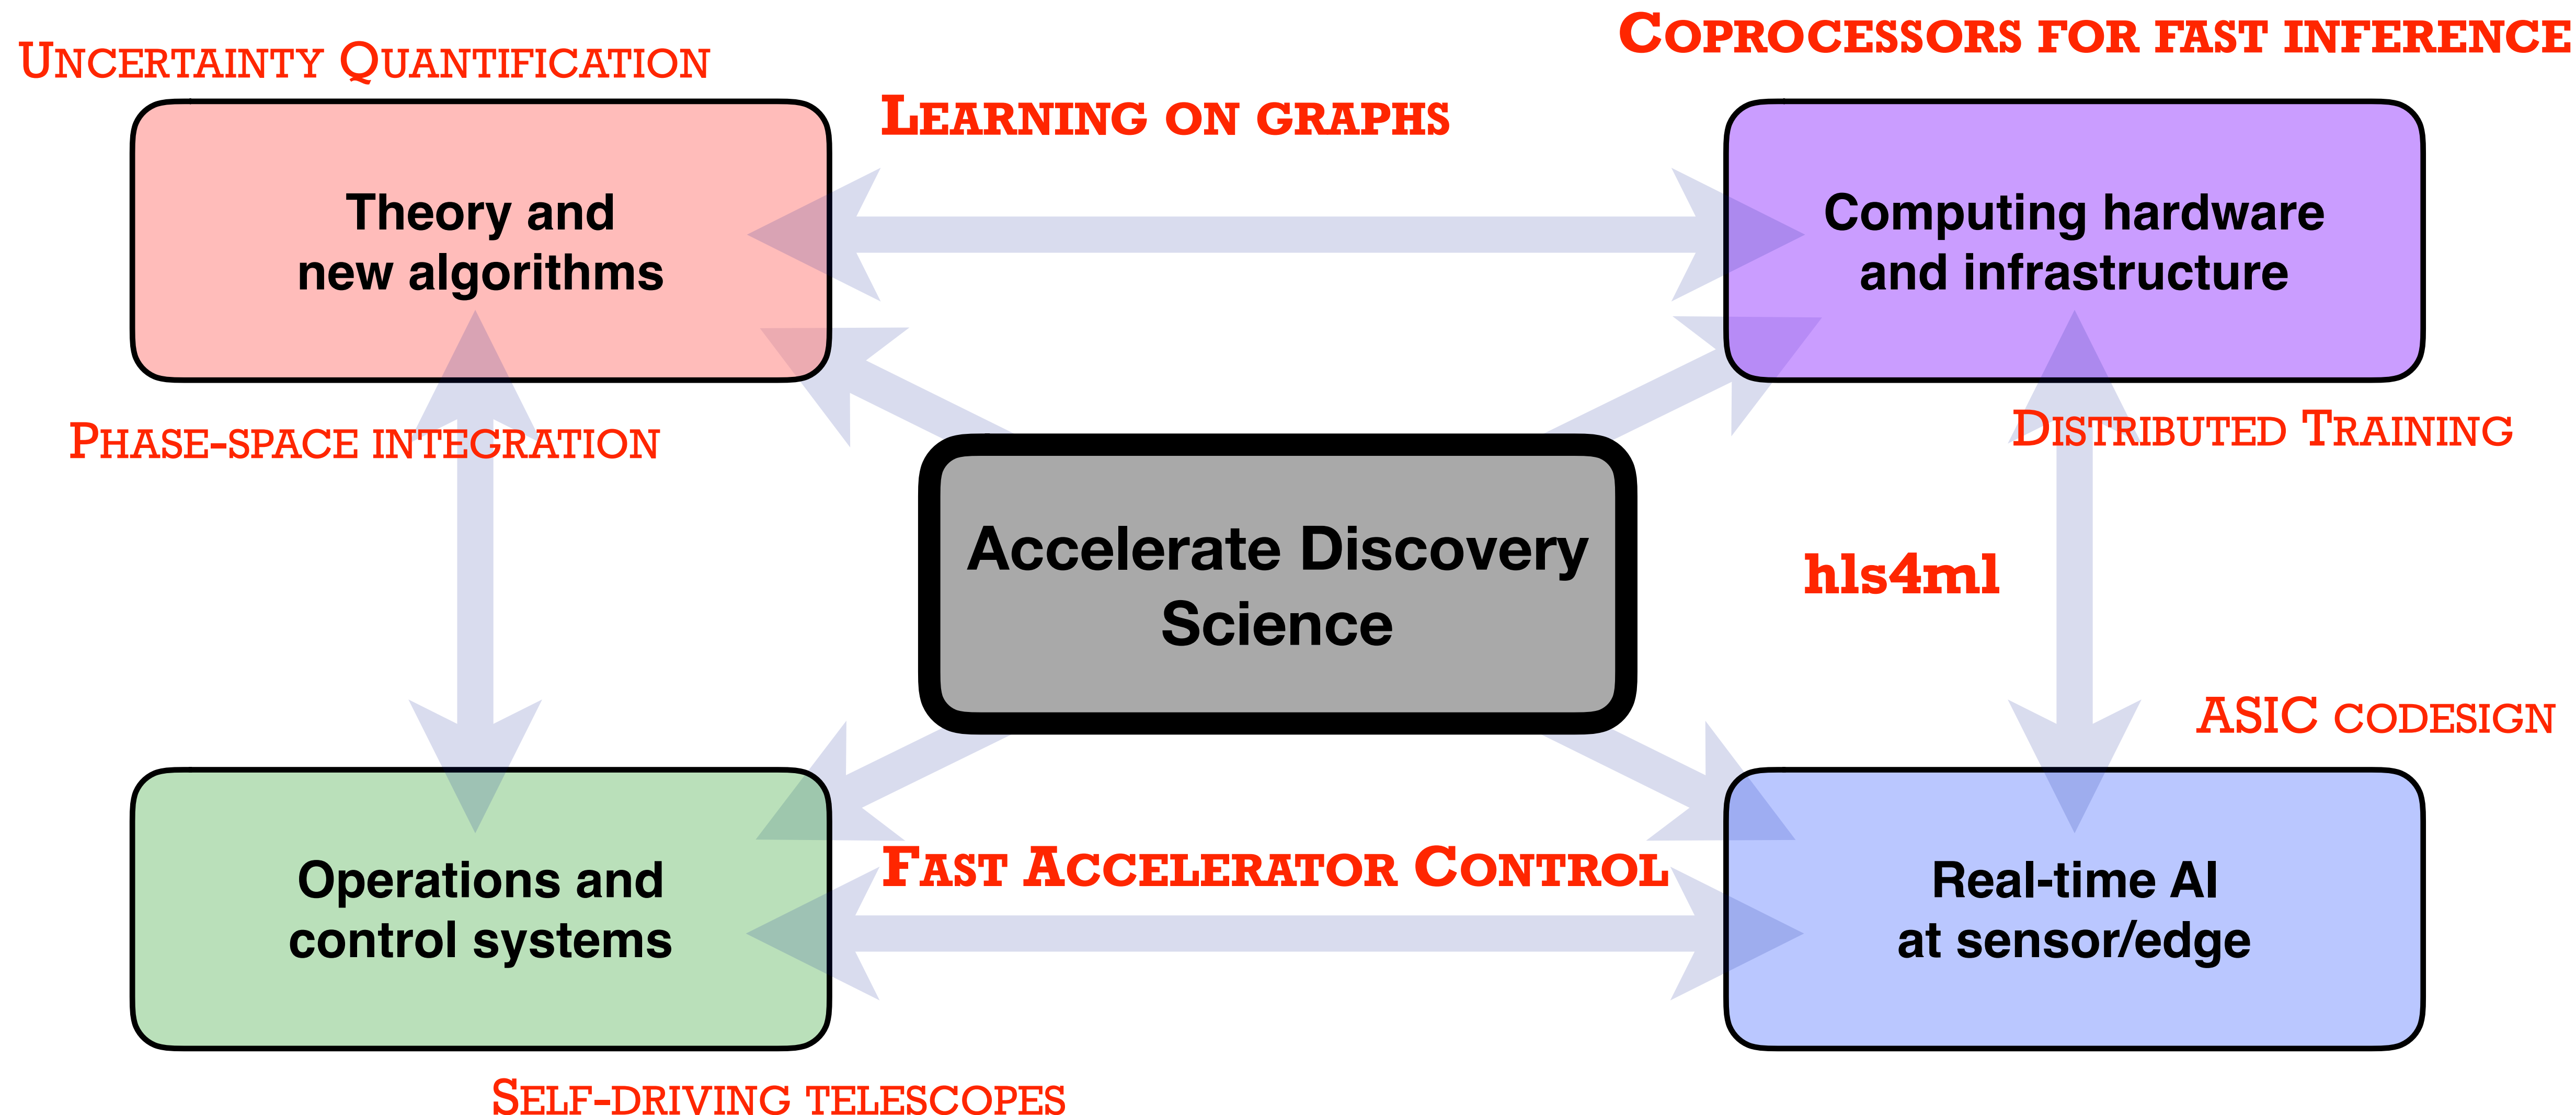 COPROCESSORS FOR FAST INFERENCE
UNCERTAINTY QUANTIFICATION
LEARNING ON GRAPHS
Theory and
new algorithms
Computing hardware
and infrastructure
PHASE-SPACE INTEGRATION
DISTRIBUTED TRAINING
Accelerate Discovery
Science
hls4ml
ASIC CODESIGN
FAST ACCELERATOR CONTROL
Operations and
control systems
Real-time AI
at sensor/edge
SELF-DRIVING TELESCOPES